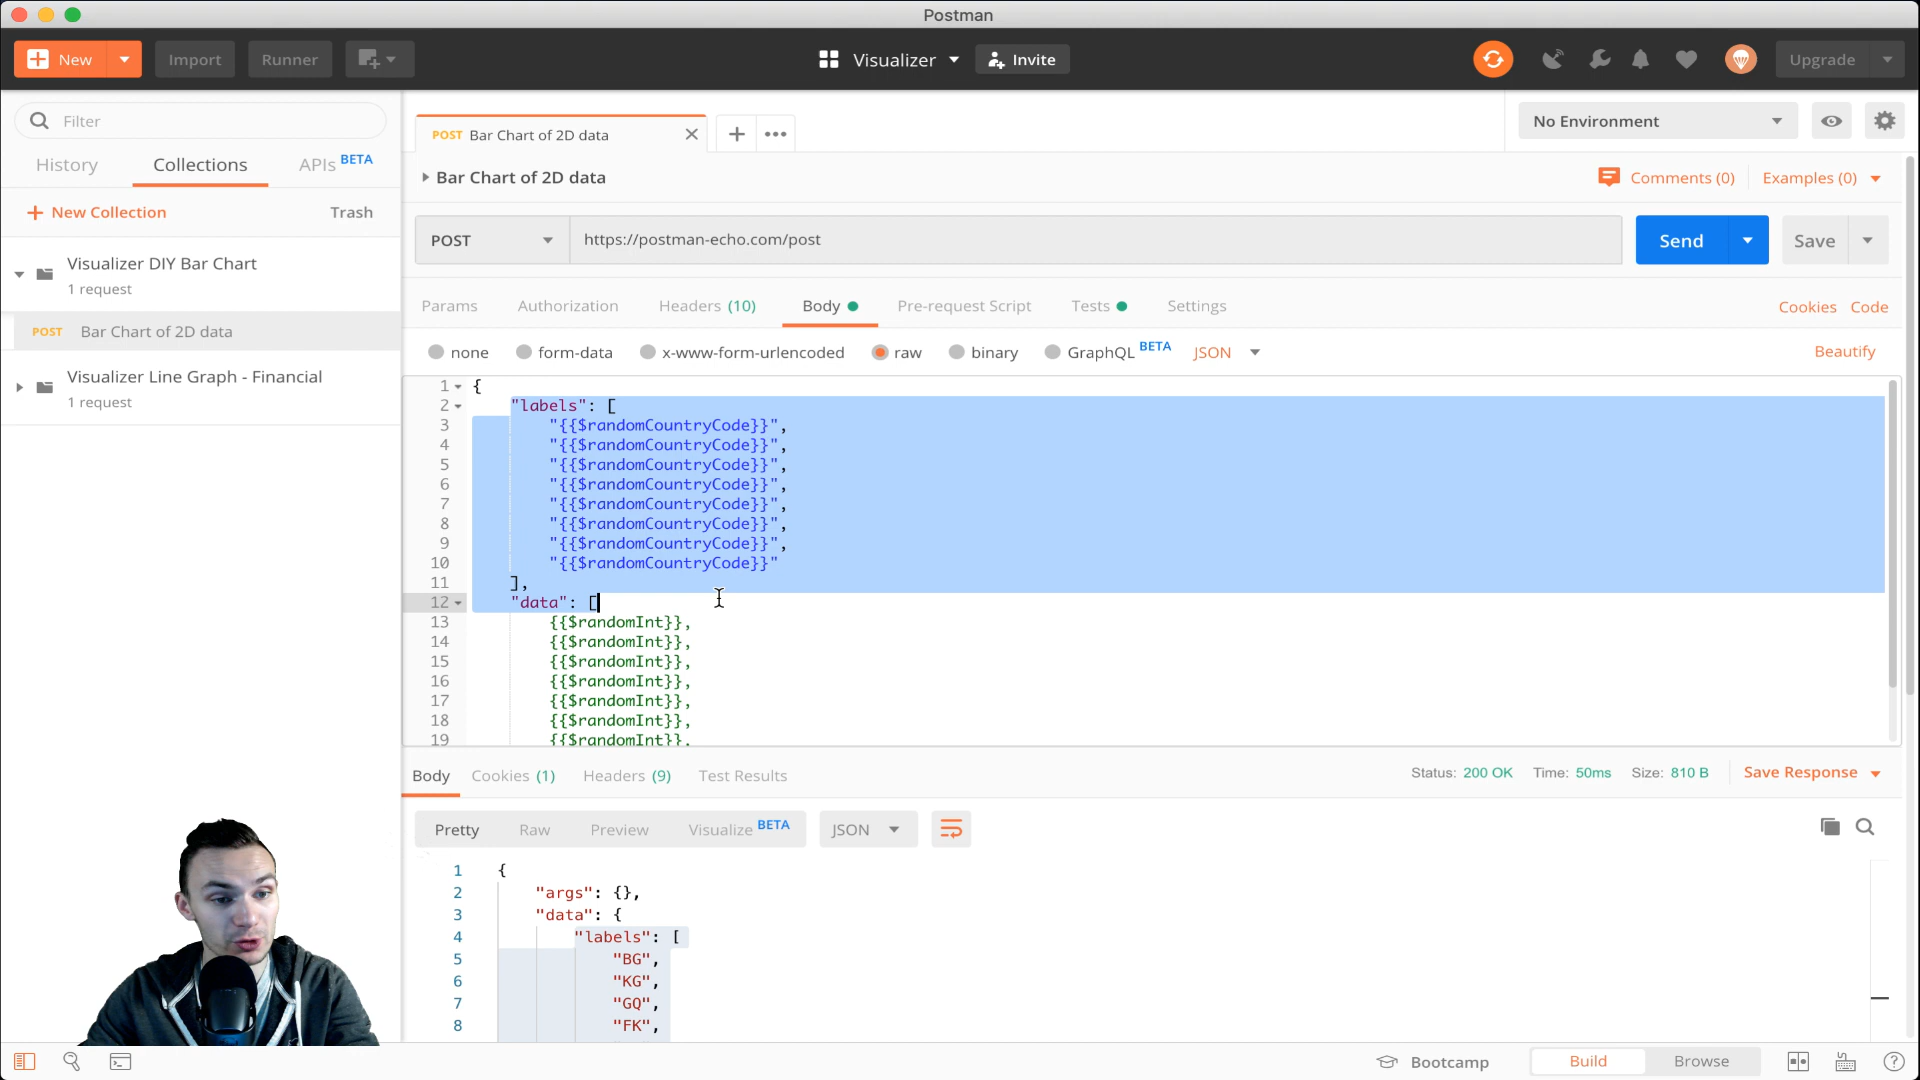 Postman
New
Import
Runner
Visualizer
Invite
Upgrade
Filter
History
Collections
APIs BETA
New Collection
Trash
Visualizer DIY Bar Chart
1 request
POST Bar Chart of 2D data
Visualizer Line Graph - Financial
1 request
POST Bar Chart of 2D data
No Environment
Bar Chart of 2D data
Comments (0)
Examples (0)
POST
https://postman-echo.com/post
Send
Save
Params
Authorization
Headers (10)
Body
Pre-request Script
Tests
Settings
Cookies
Code
none
form-data
x-www-form-urlencoded
raw
binary
GraphQL BETA
JSON
Beautify
1 {
2 "labels": [
3 "{{$randomCountryCode}}",
4 "{{$randomCountryCode}}",
5 "{{$randomCountryCode}}",
6 "{{$randomCountryCode}}",
7 "{{$randomCountryCode}}",
8 "{{$randomCountryCode}}",
9 "{{$randomCountryCode}}",
10 "{{$randomCountryCode}}"
11 ],
12 "data": [
13 {{$randomInt}},
14 {{$randomInt}},
15 {{$randomInt}},
16 {{$randomInt}},
17 {{$randomInt}},
18 {{$randomInt}},
19 {{$randomInt}},
Body
Cookies (1)
Headers (9)
Test Results
Status: 200 OK
Time: 50ms
Size: 810 B
Save Response
Pretty
Raw
Preview
Visualize BETA
JSON
1 {
2 "args": {},
3 "data": {
4 "labels": [
5 "BG",
6 "KG",
7 "GQ",
8 "FK",
Bootcamp
Build
Browse